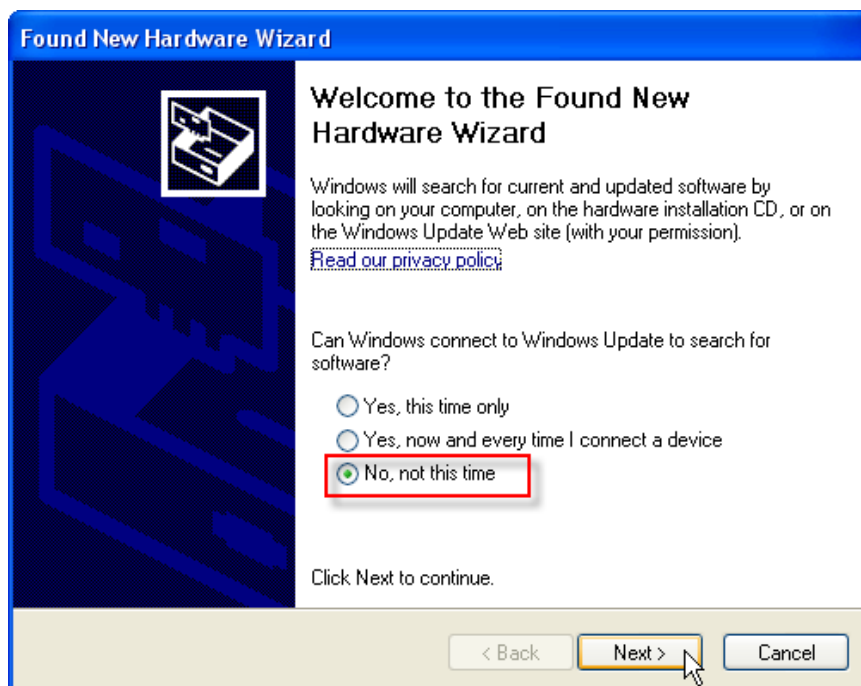 Found New Hardware Wizard
Welcome to the Found New
Hardware Wizard
Windows will search for current and updated software by
looking on your computer, on the hardware installation CD, or on
the Windows Update Web site (with your permission).
Read our privacy policy
Can Windows connect to Windows Update to search for
software?
Yes, this time only
Yes, now and every time I connect a device
No, not this time
Click Next to continue.
< Back
Next >
Cancel